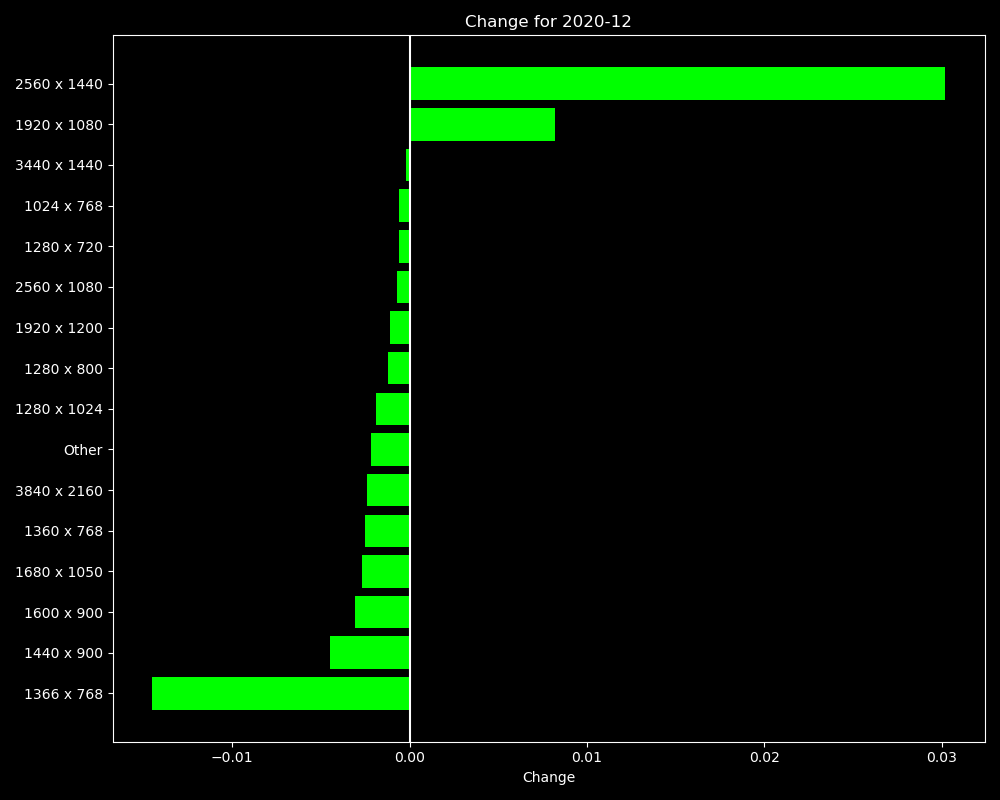 Change for 2020-12
2560 x 1440
1920 x 1080
3440 x 1440
1024 x 768
1280 x 720
2560 x 1080
1920 x 1200
1280 x 800
1280 x 1024
Other
3840 x 2160
1360 x 768
1680 x 1050
1600 x 900
1440 x 900
1366 x 768
−0.01 0.00 0.01 0.02 0.03
Change